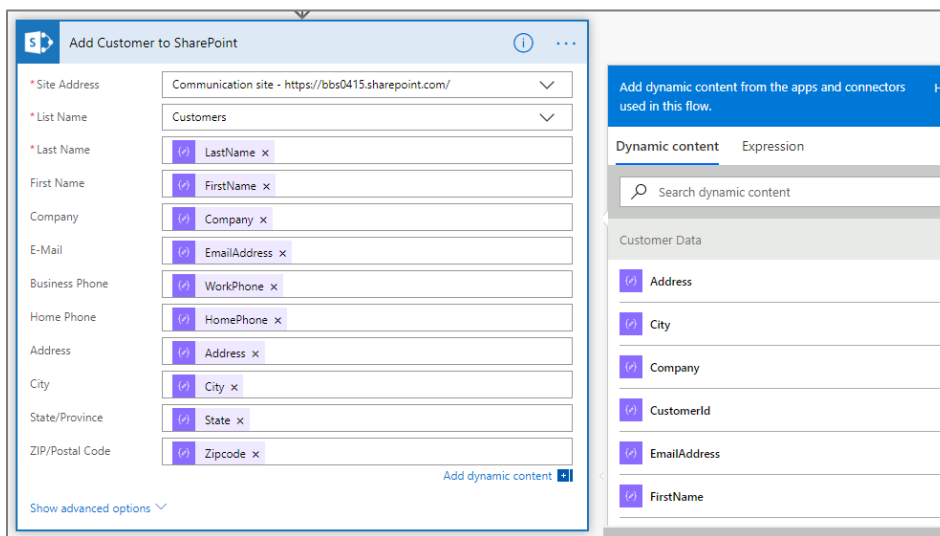 Add Customer to SharePoint
* Site Address
Communication site - https://bbs0415.sharepoint.com/
* List Name
Customers
* Last Name
LastName ×
First Name
FirstName ×
Company
Company ×
E-Mail
EmailAddress ×
Business Phone
WorkPhone ×
Home Phone
HomePhone ×
Address
Address ×
City
City ×
State/Province
State ×
ZIP/Postal Code
Zipcode ×
Add dynamic content
Show advanced options
Add dynamic content from the apps and connectors
used in this flow.
Dynamic content Expression
Search dynamic content
Customer Data
Address
City
Company
CustomerId
EmailAddress
FirstName